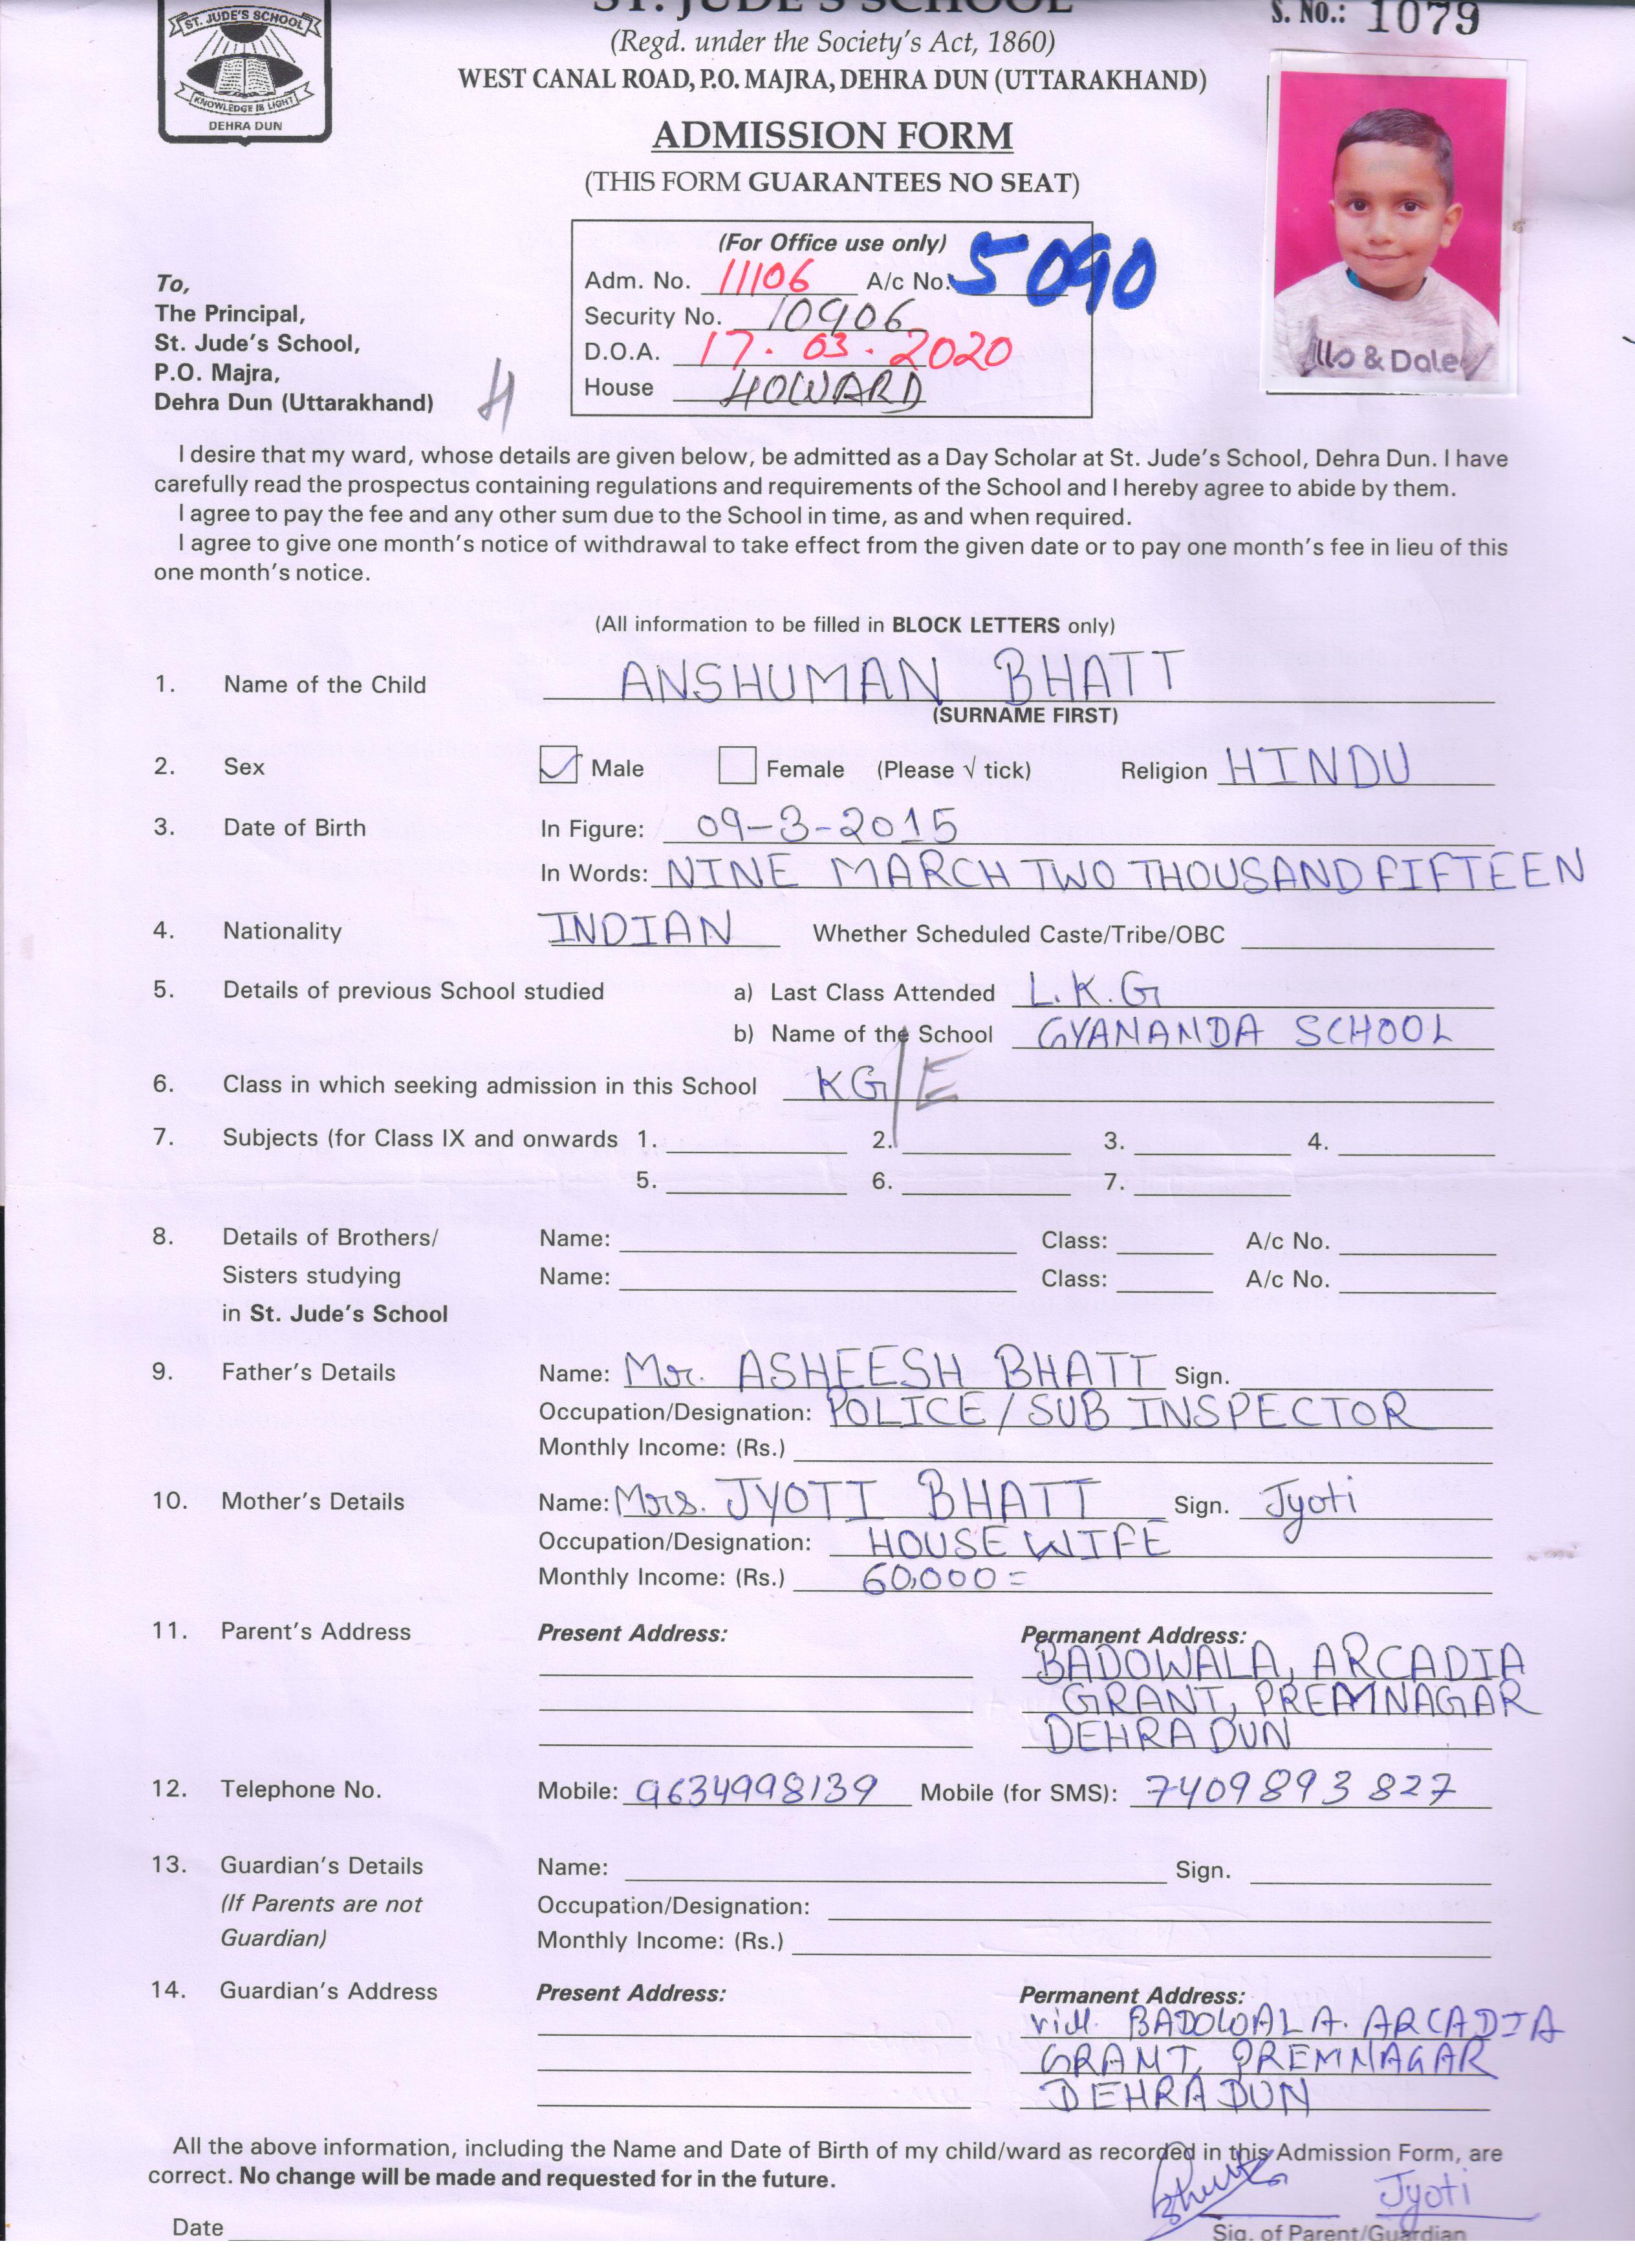 ST. JUDE'S SCHOOL
KNOWLEDGE IS LIGHT
DEHRA DUN
ST. JUDE'S SCHOOL
S. No.: 1079
(Regd. under the Society's Act, 1860)
WEST CANAL ROAD, P.O. MAJRA, DEHRA DUN (UTTARAKHAND)
ADMISSION FORM
(THIS FORM GUARANTEES NO SEAT)
(For Office use only)
Adm. No. 11106 A/c No. 5090
Security No. 10906
D.O.A. 17.03.2020
House HOWARD
To,
The Principal,
St. Jude's School,
P.O. Majra,
Dehra Dun (Uttarakhand)
H
& Dale
I desire that my ward, whose details are given below, be admitted as a Day Scholar at St. Jude's School, Dehra Dun. I have
carefully read the prospectus containing regulations and requirements of the School and I hereby agree to abide by them.
I agree to pay the fee and any other sum due to the School in time, as and when required.
I agree to give one month's notice of withdrawal to take effect from the given date or to pay one month's fee in lieu of this
one month's notice.
(All information to be filled in BLOCK LETTERS only)
1. Name of the Child ANSHUMAN BHATT
(SURNAME FIRST)
2. Sex Male Female (Please √ tick) Religion HINDU
3. Date of Birth In Figure: 09-3-2015
In Words: NINE MARCH TWO THOUSAND FIFTEEN
4. Nationality INDIAN Whether Scheduled Caste/Tribe/OBC
5. Details of previous School studied a) Last Class Attended L.K.G
b) Name of the School GYANANDA SCHOOL
6. Class in which seeking admission in this School KG/E
7. Subjects (for Class IX and onwards 1. 2. 3. 4.
5. 6. 7.
8. Details of Brothers/ Name: Class: A/c No.
Sisters studying Name: Class: A/c No.
in St. Jude's School
9. Father's Details Name: Mr. ASHEESH BHATT Sign.
Occupation/Designation: POLICE / SUB INSPECTOR
Monthly Income: (Rs.)
10. Mother's Details Name: Mrs. JYOTI BHATT Sign. Jyoti
Occupation/Designation: HOUSE WIFE
Monthly Income: (Rs.) 60,000=
11. Parent's Address Present Address: Permanent Address:
BADOWALA, ARCADIA
GRANT, PREMNAGAR
DEHRA DUN
12. Telephone No. Mobile: 9634998139 Mobile (for SMS): 7409893827
13. Guardian's Details Name: Sign.
(If Parents are not Occupation/Designation:
Guardian) Monthly Income: (Rs.)
14. Guardian's Address Present Address: Permanent Address:
vill. BADOWALA. ARCADIA
GRANT, PREMNAGAR
DEHRADUN
All the above information, including the Name and Date of Birth of my child/ward as recorded in this Admission Form, are
correct. No change will be made and requested for in the future.
Jyoti
Date Sig. of Parent/Guardian